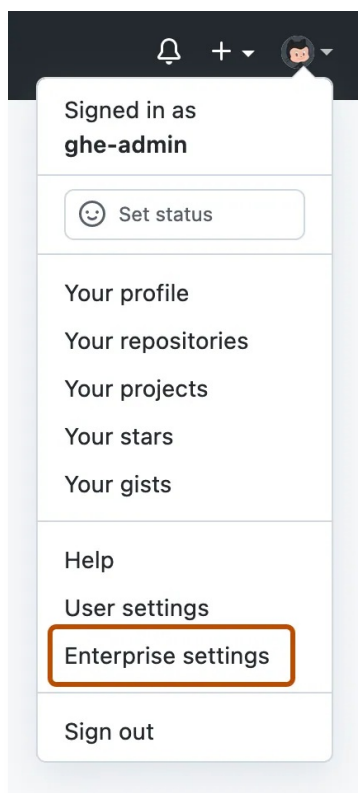 Signed in as
ghe-admin
Set status
Your profile
Your repositories
Your projects
Your stars
Your gists
Help
User settings
Enterprise settings
Sign out